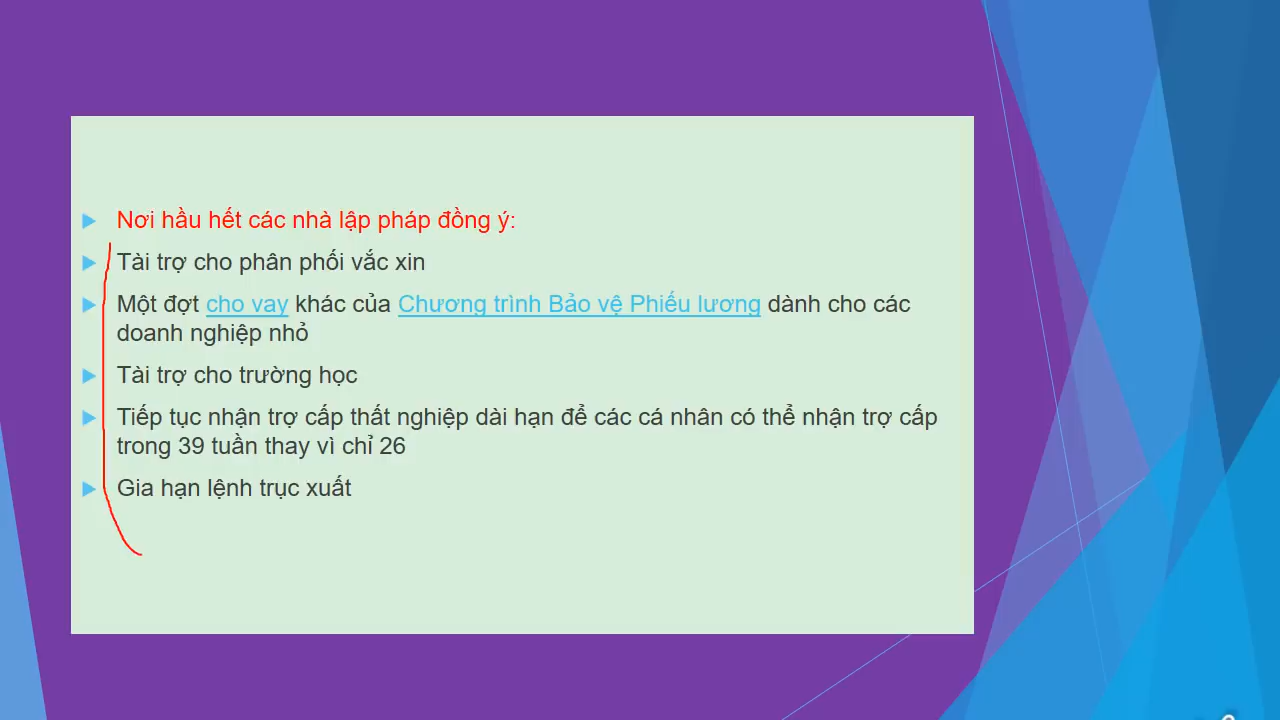 Nơi hầu hết các nhà lập pháp đồng ý:
Tài trợ cho phân phối vắc xin
Một đợt cho vay khác của Chương trình Bảo vệ Phiếu lương dành cho các
doanh nghiệp nhỏ
Tài trợ cho trường học
Tiếp tục nhận trợ cấp thất nghiệp dài hạn để các cá nhân có thể nhận trợ cấp
trong 39 tuần thay vì chỉ 26
Gia hạn lệnh trục xuất